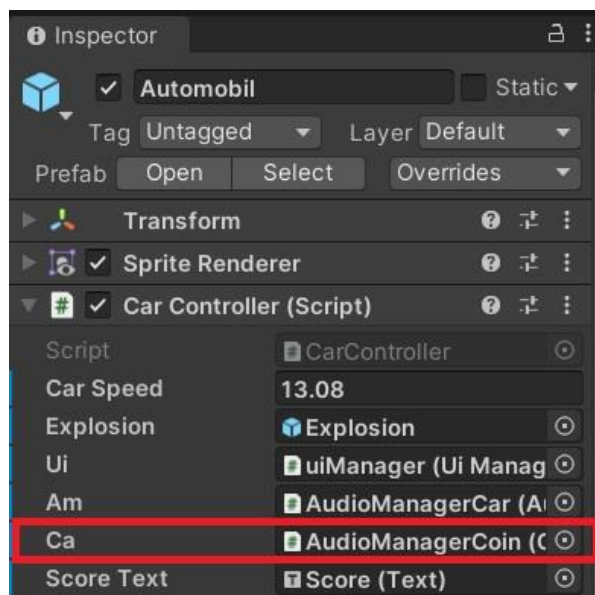 Inspector
Automobil Static
Tag Untagged Layer Default
Prefab Open Select Overrides
Transform
Sprite Renderer
# Car Controller (Script)
Script # CarController
Car Speed 13.08
Explosion Explosion
Ui uiManager (Ui Manag
Am AudioManagerCar (A
Ca AudioManagerCoin (
Score Text Score (Text)